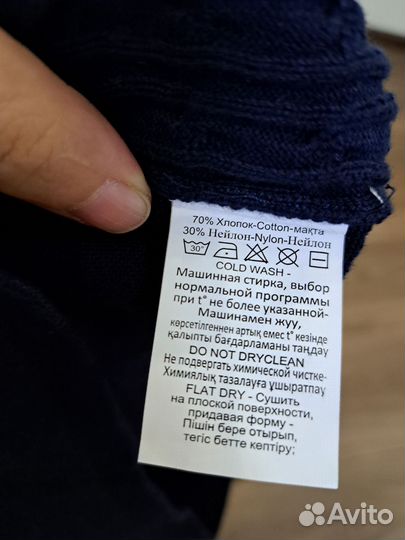 70% Хлопок-Cotton-мақта
30% Нейлон-Nylon-Нейлон
30°
COLD WASH -
Машинная стирка, выбор
нормальной программы
при t° не более указанной-
Машинамен жуу,
көрсетілгеннен артық емес t° кезінде
қалыпты бағдарламаны таңдау
DO NOT DRYCLEAN
Не подвергать химической чистке-
Химиялық тазалауға ұшыратпау
FLAT DRY - Сушить
на плоской поверхности,
придавая форму -
Пішін бере отырып,
тегіс бетте кептіру;
Avito